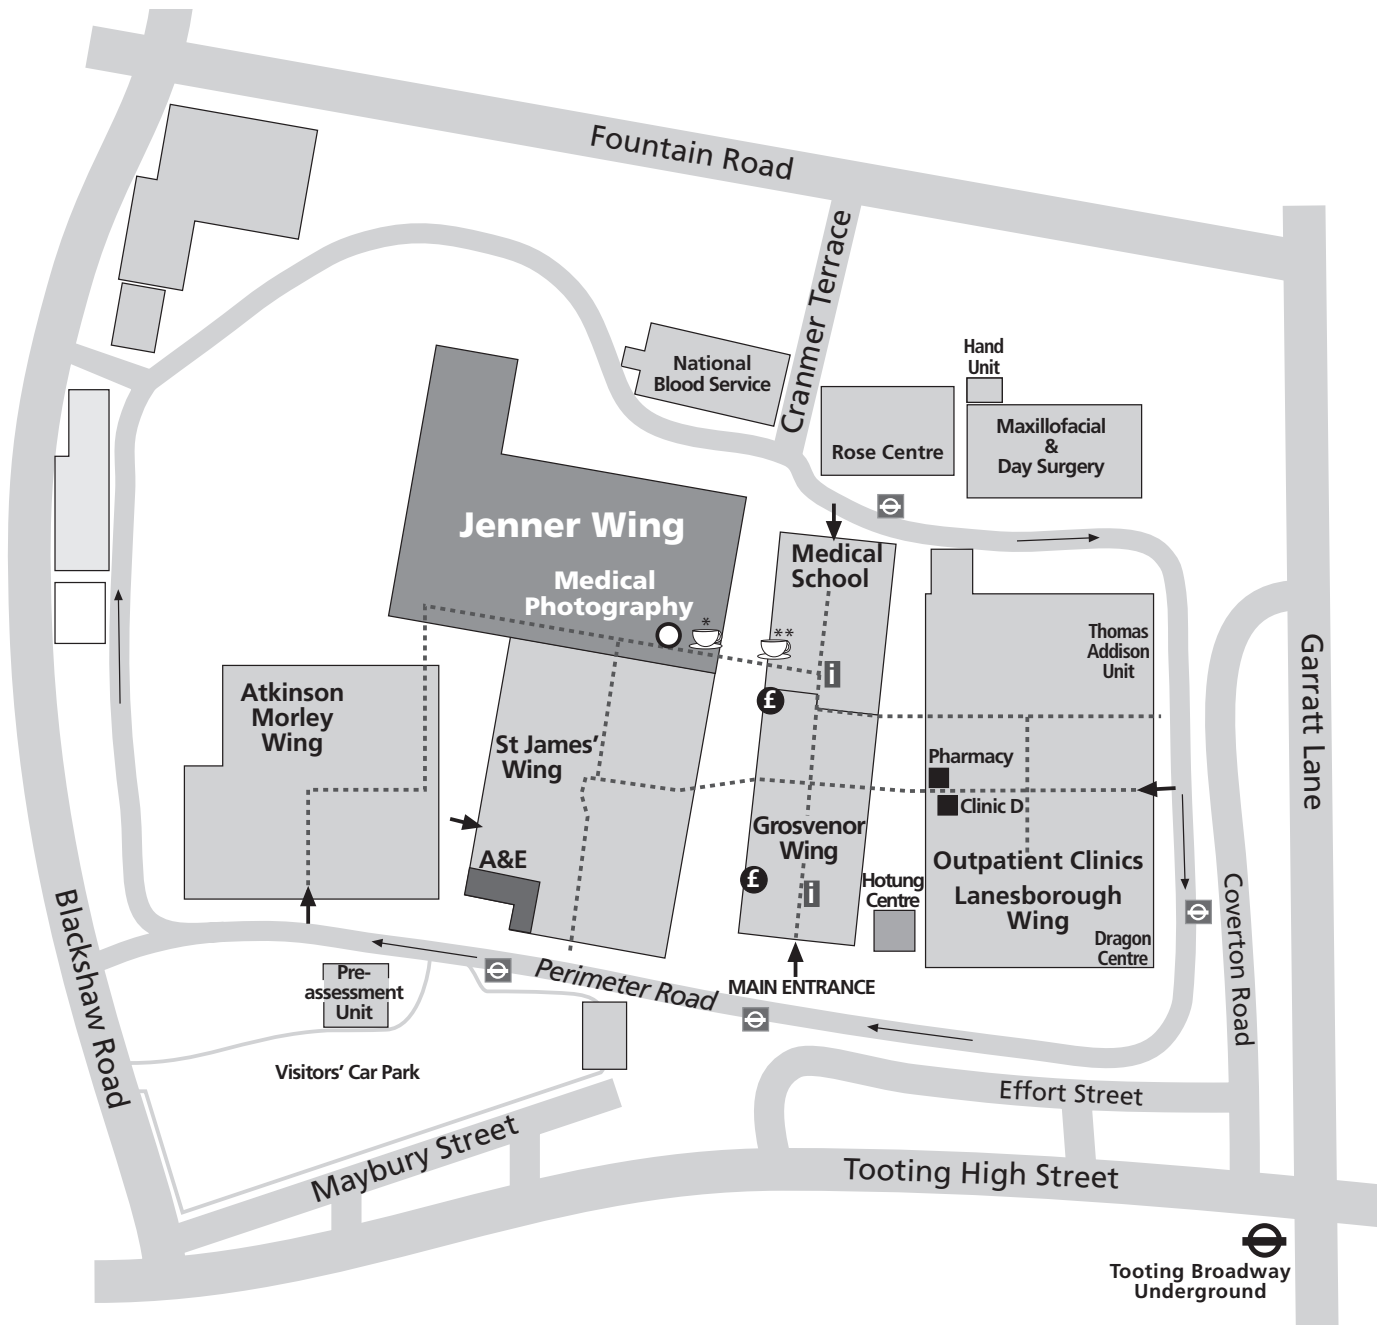 Fountain Road
Cranmer Terrace
National
Blood Service
Hand
Unit
Rose Centre
Maxillofacial
&
Day Surgery
Jenner Wing
Medical
Photography
*
**
Medical
School
i
£
Thomas
Addison
Unit
Garratt Lane
Atkinson
Morley
Wing
St James’
Wing
Pharmacy
Clinic D
Grosvenor
Wing
A&E
£
i
Hotung
Centre
Outpatient Clinics
Lanesborough
Wing
Dragon
Centre
Coverton Road
Blackshaw Road
Pre-
assessment
Unit
Perimeter Road
MAIN ENTRANCE
Visitors’ Car Park
Effort Street
Maybury Street
Tooting High Street
Tooting Broadway
Underground